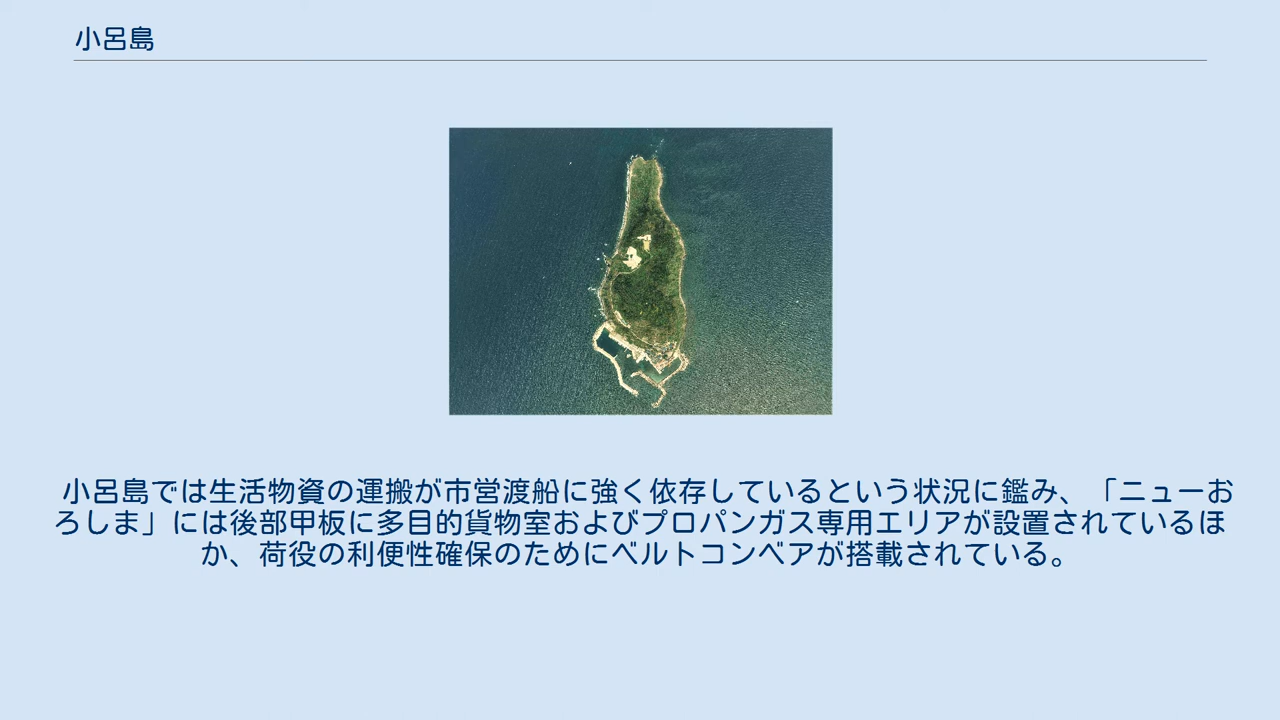 小呂島
小呂島では生活物資の運搬が市営渡船に強く依存しているという状況に鑑み、「ニューお
ろしま」には後部甲板に多目的貨物室およびプロパンガス専用エリアが設置されているほ
か、荷役の利便性確保のためにベルトコンベアが搭載されている。